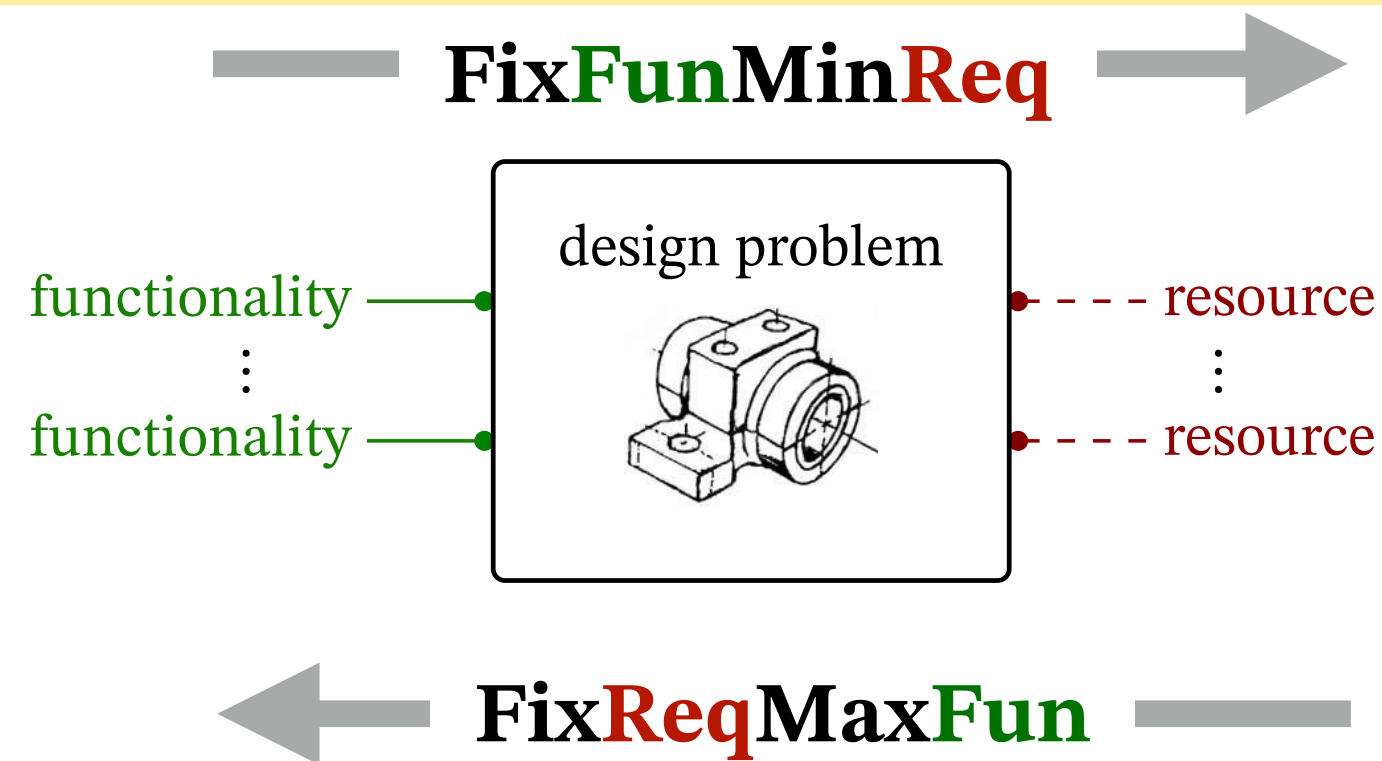 FixFunMinReq
design problem
functionality
resource
⋮
⋮
functionality
resource
FixReqMaxFun